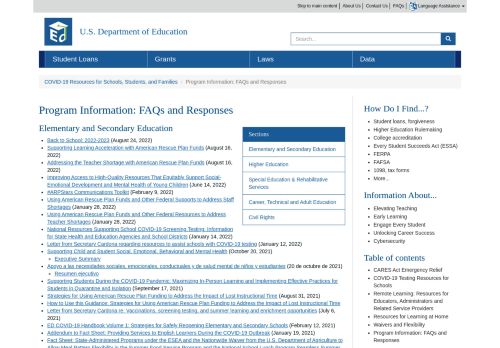 Skip to main content | About Us | Contact Us | FAQs | Language Assistance
U.S. Department of Education
Search...
Student Loans
Grants
Laws
Data
COVID-19 Resources for Schools, Students, and Families
Program Information: FAQs and Responses
Program Information: FAQs and Responses
Elementary and Secondary Education
Back to School: 2022-2023 (August 24, 2022)
Supporting Learning Acceleration with American Rescue Plan Funds (August 16,
2022)
Addressing the Teacher Shortage with American Rescue Plan Funds (August 16,
2022)
Improving Access to High-Quality Resources That Equitably Support Social-
Emotional Development and Mental Health of Young Children (June 14, 2022)
#ARPStars Communications Toolkit (February 9, 2022)
Using American Rescue Plan Funds and Other Federal Supports to Address Staff
Shortages (January 28, 2022)
Using American Rescue Plan Funds and Other Federal Resources to Address
Teacher Shortages (January 28, 2022)
National Resources Supporting School COVID-19 Screening Testing: Information
for State Health and Education Agencies and School Districts (January 14, 2022)
Letter from Secretary Cardona regarding resources to assist schools with COVID-19 testing (January 12, 2022)
Supporting Child and Student Social, Emotional, Behavioral and Mental Health (October 20, 2021)
Executive Summary
Apoyo a las necesidades sociales, emocionales, conductuales y de salud mental de niños y estudiantes (20 de octubre de 2021)
Resumen ejecutivo
Supporting Students During the COVID-19 Pandemic: Maximizing In-Person Learning and Implementing Effective Practices for
Students in Quarantine and Isolation (September 17, 2021)
Strategies for Using American Rescue Plan Funding to Address the Impact of Lost Instructional Time (August 31, 2021)
How to Use the Guidance: Strategies for Using American Rescue Plan Funding to Address the Impact of Lost Instructional Time
Letter from Secretary Cardona re. vaccinations, screening testing, and summer learning and enrichment opportunities (July 6,
2021)
ED COVID-19 Handbook Volume 1: Strategies for Safely Reopening Elementary and Secondary Schools (February 12, 2021)
Addendum to Fact Sheet: Providing Services to English Learners During the COVID-19 Outbreak (January 19, 2021)
Fact Sheet: State-Administered Programs under the ESEA and the Nationwide Waiver from the U.S. Department of Agriculture to
Sections
Elementary and Secondary Education
Higher Education
Special Education & Rehabilitative
Services
Career, Technical and Adult Education
Civil Rights
How Do I Find...?
Student loans, forgiveness
Higher Education Rulemaking
College accreditation
Every Student Succeeds Act (ESSA)
FERPA
FAFSA
1098, tax forms
More...
Information About...
Elevating Teaching
Early Learning
Engage Every Student
Unlocking Career Success
Cybersecurity
Table of contents
CARES Act Emergency Relief
COVID-19 Testing Resources for
Schools
Remote Learning: Resources for
Educators, Administrators and
Related Service Providers
Resources for Learning at Home
Waivers and Flexibility
Program Information: FAQs and
Responses